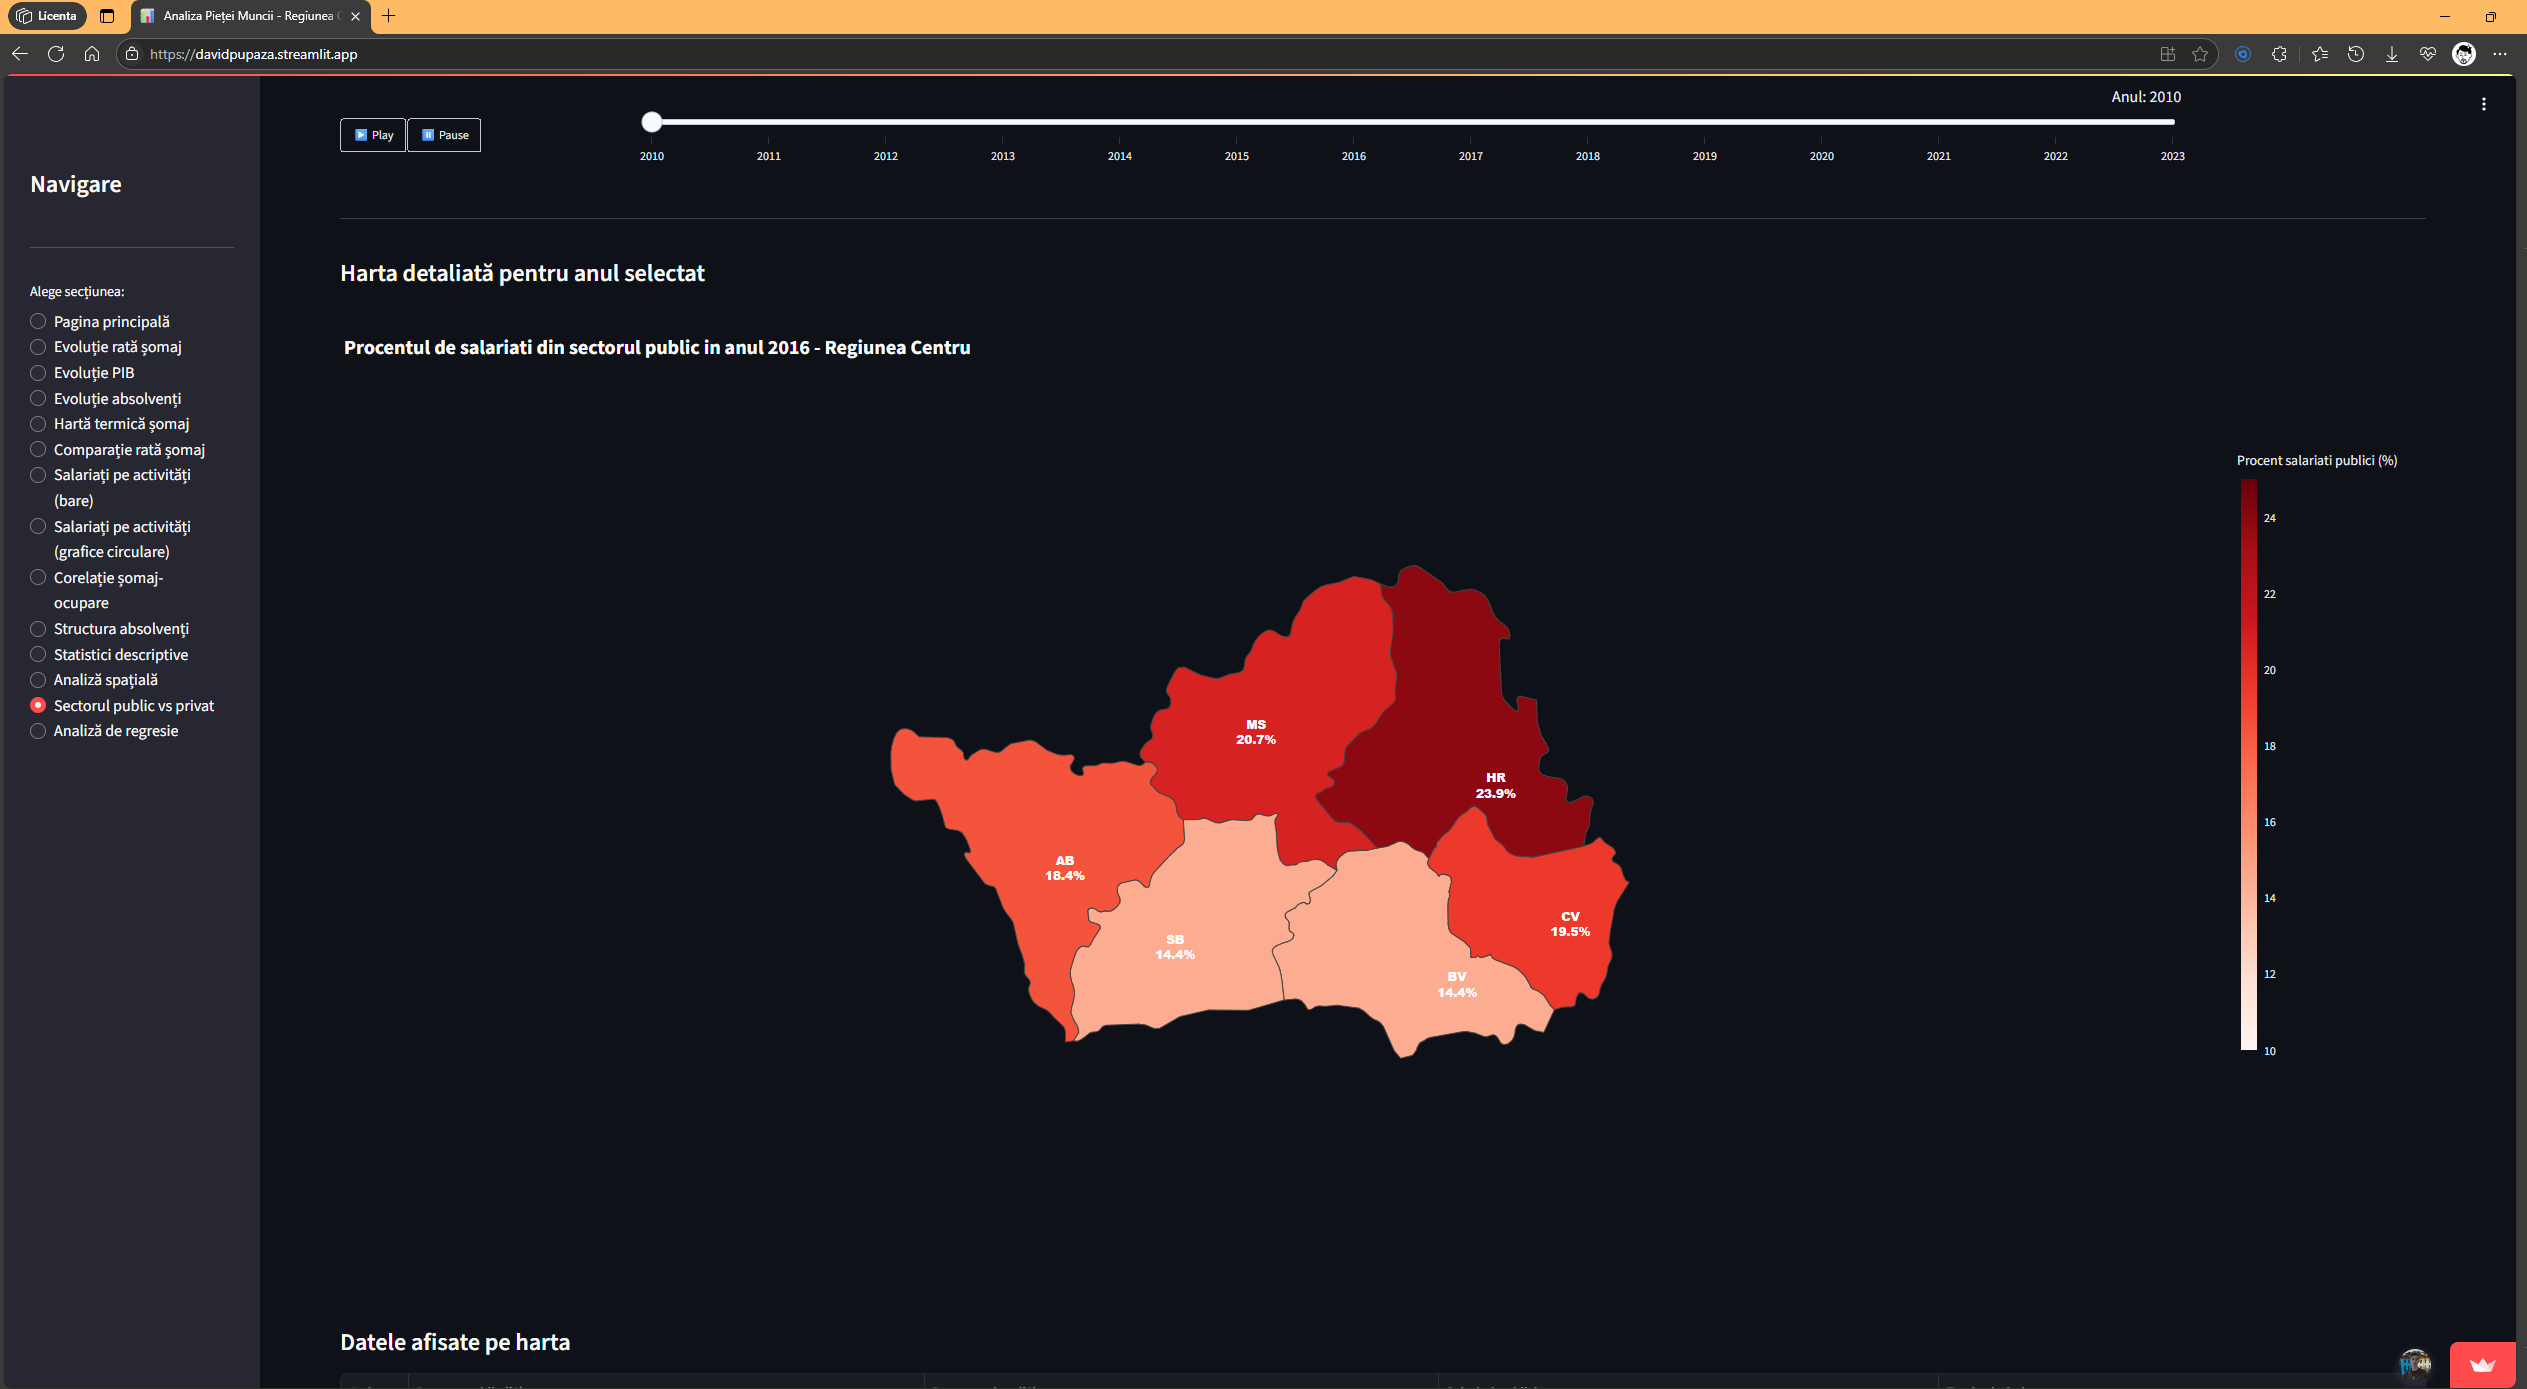 Licenta
Analiza Pieței Muncii - Regiunea
https://davidpupaza.streamlit.app
Navigare
Alege secțiunea:
Pagina principală
Evoluție rată șomaj
Evoluție PIB
Evoluție absolvenți
Hartă termică șomaj
Comparație rată șomaj
Salariați pe activități
(bare)
Salariați pe activități
(grafice circulare)
Corelație șomaj-
ocupare
Structura absolvenți
Statistici descriptive
Analiză spațială
Sectorul public vs privat
Analiză de regresie
Anul: 2010
Play
Pause
2010 2011 2012 2013 2014 2015 2016 2017 2018 2019 2020 2021 2022 2023
Harta detaliată pentru anul selectat
Procentul de salariati din sectorul public in anul 2016 - Regiunea Centru
Procent salariati publici (%)
24
22
20
18
16
14
12
10
MS
20.7%
HR
23.9%
AB
18.4%
CV
19.5%
SB
14.4%
BV
14.4%
Datele afisate pe harta